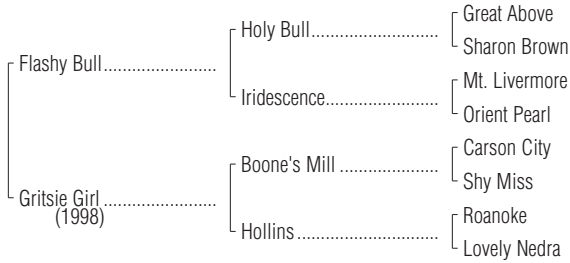 Great Above
Holy Bull
Sharon Brown
Flashy Bull
Mt. Livermore
Iridescence
Orient Pearl
Carson City
Boone's Mill
Shy Miss
Gritsie Girl
(1998)
Roanoke
Hollins
Lovely Nedra